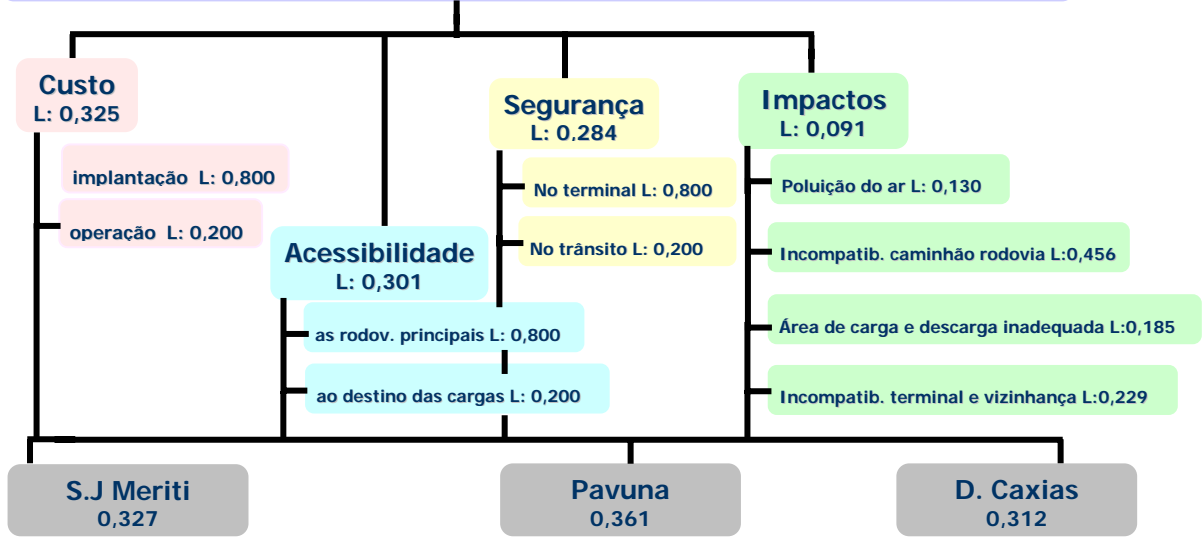 Custo
L: 0,325
implantação L: 0,800
operação L: 0,200
Acessibilidade
L: 0,301
as rodov. principais L: 0,800
ao destino das cargas L: 0,200
Segurança
L: 0,284
No terminal L: 0,800
No trânsito L: 0,200
Impactos
L: 0,091
Poluição do ar L: 0,130
Incompatib. caminhão rodovia L:0,456
Área de carga e descarga inadequada L:0,185
Incompatib. terminal e vizinhança L:0,229
S.J Meriti
0,327
Pavuna
0,361
D. Caxias
0,312